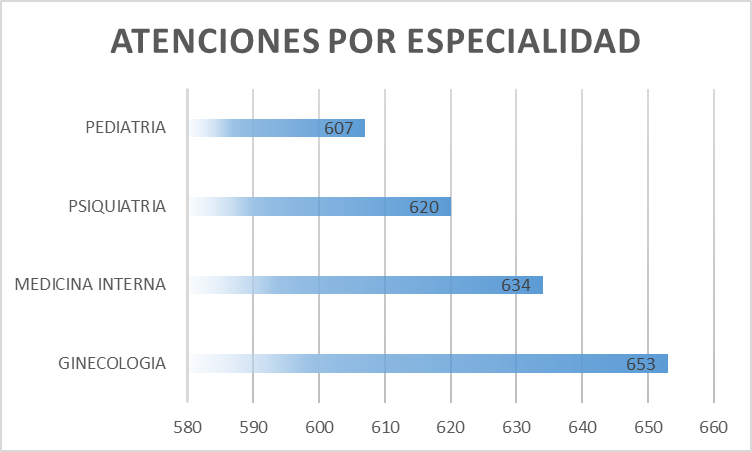 ATENCIONES POR ESPECIALIDAD
PEDIATRIA 607
PSIQUIATRIA 620
MEDICINA INTERNA 634
GINECOLOGIA 653
580 590 600 610 620 630 640 650 660